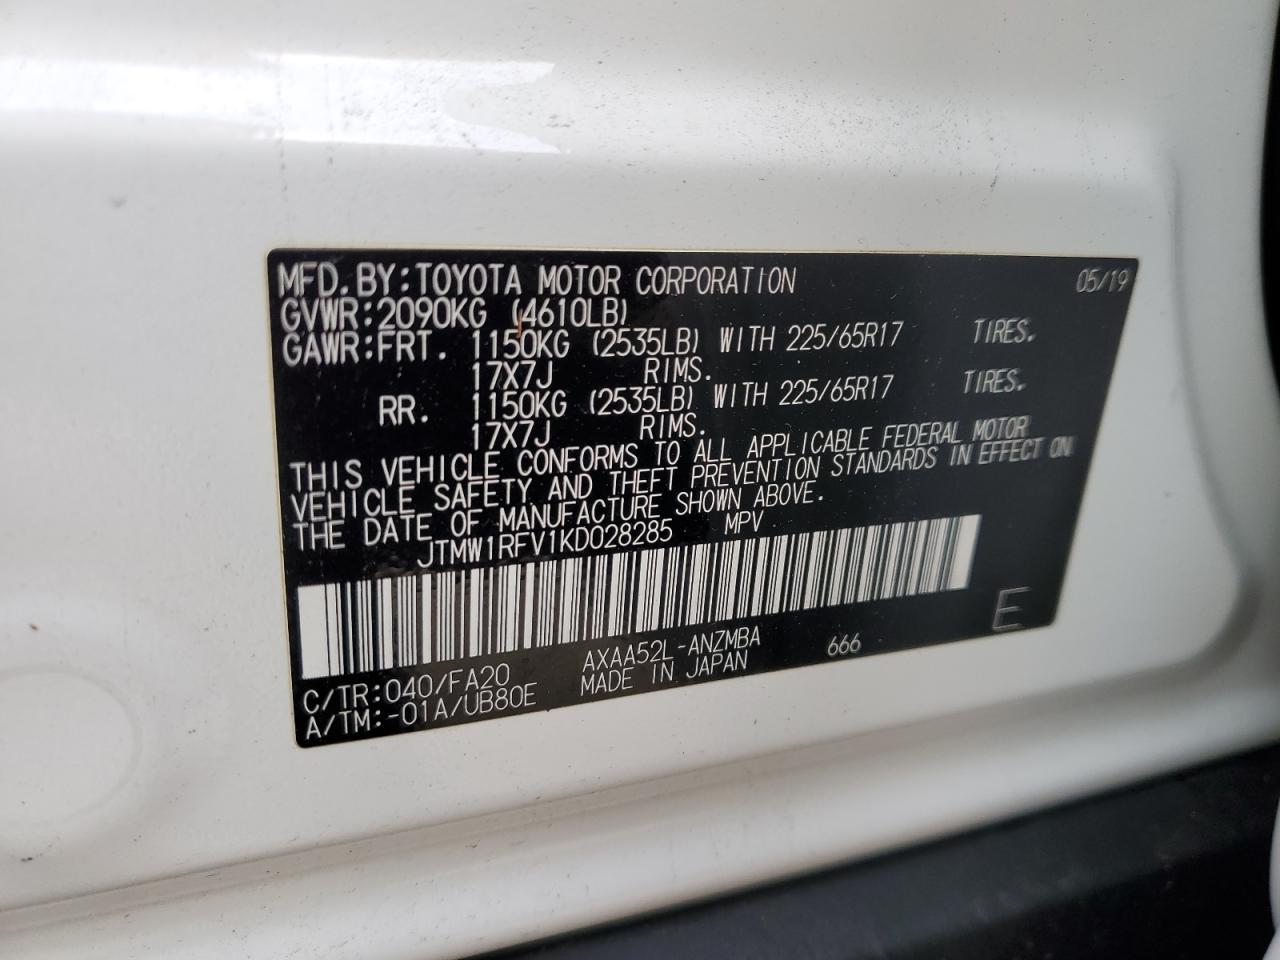 MFD. BY: TOYOTA MOTOR CORPORATION 05/19
GVWR: 2090KG (4610LB)
GAWR: FRT. 1150KG (2535LB) WITH 225/65R17 TIRES.
17X7J RIMS.
RR. 1150KG (2535LB) WITH 225/65R17 TIRES.
17X7J RIMS.
THIS VEHICLE CONFORMS TO ALL APPLICABLE FEDERAL MOTOR
VEHICLE SAFETY AND THEFT PREVENTION STANDARDS IN EFFECT ON
THE DATE OF MANUFACTURE SHOWN ABOVE.
JTMW1RFV1KD028285 MPV
C/TR: 040/FA20 AXAA52L-ANZMBA 666 E
A/TM: -01A/UB80E MADE IN JAPAN